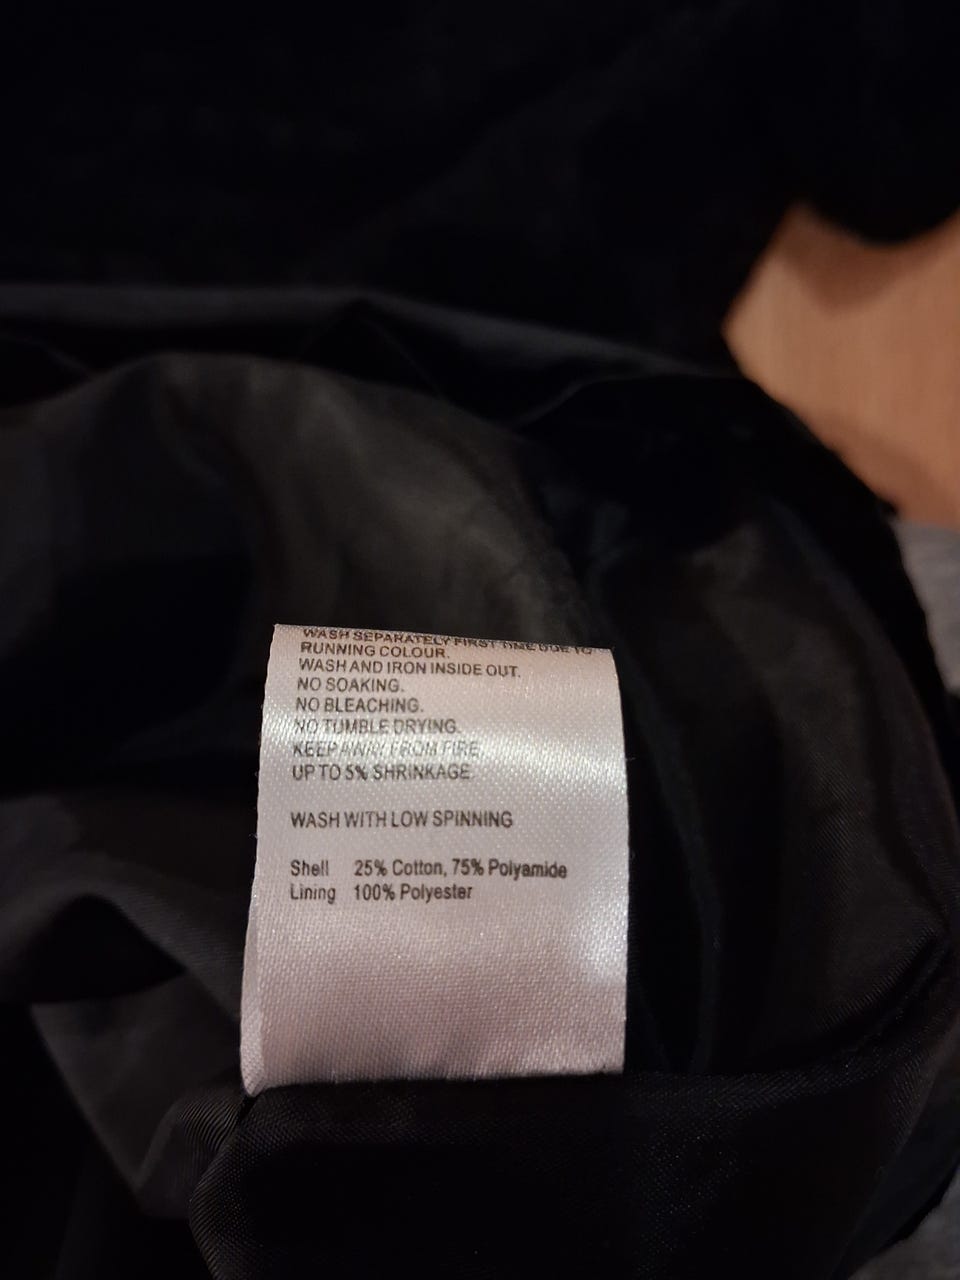 WASH SEPARATELY FIRST TIME DUE TO
RUNNING COLOUR.
WASH AND IRON INSIDE OUT.
NO SOAKING.
NO BLEACHING.
NO TUMBLE DRYING.
KEEP AWAY FROM FIRE.
UP TO 5% SHRINKAGE.
WASH WITH LOW SPINNING
Shell 25% Cotton, 75% Polyamide
Lining 100% Polyester